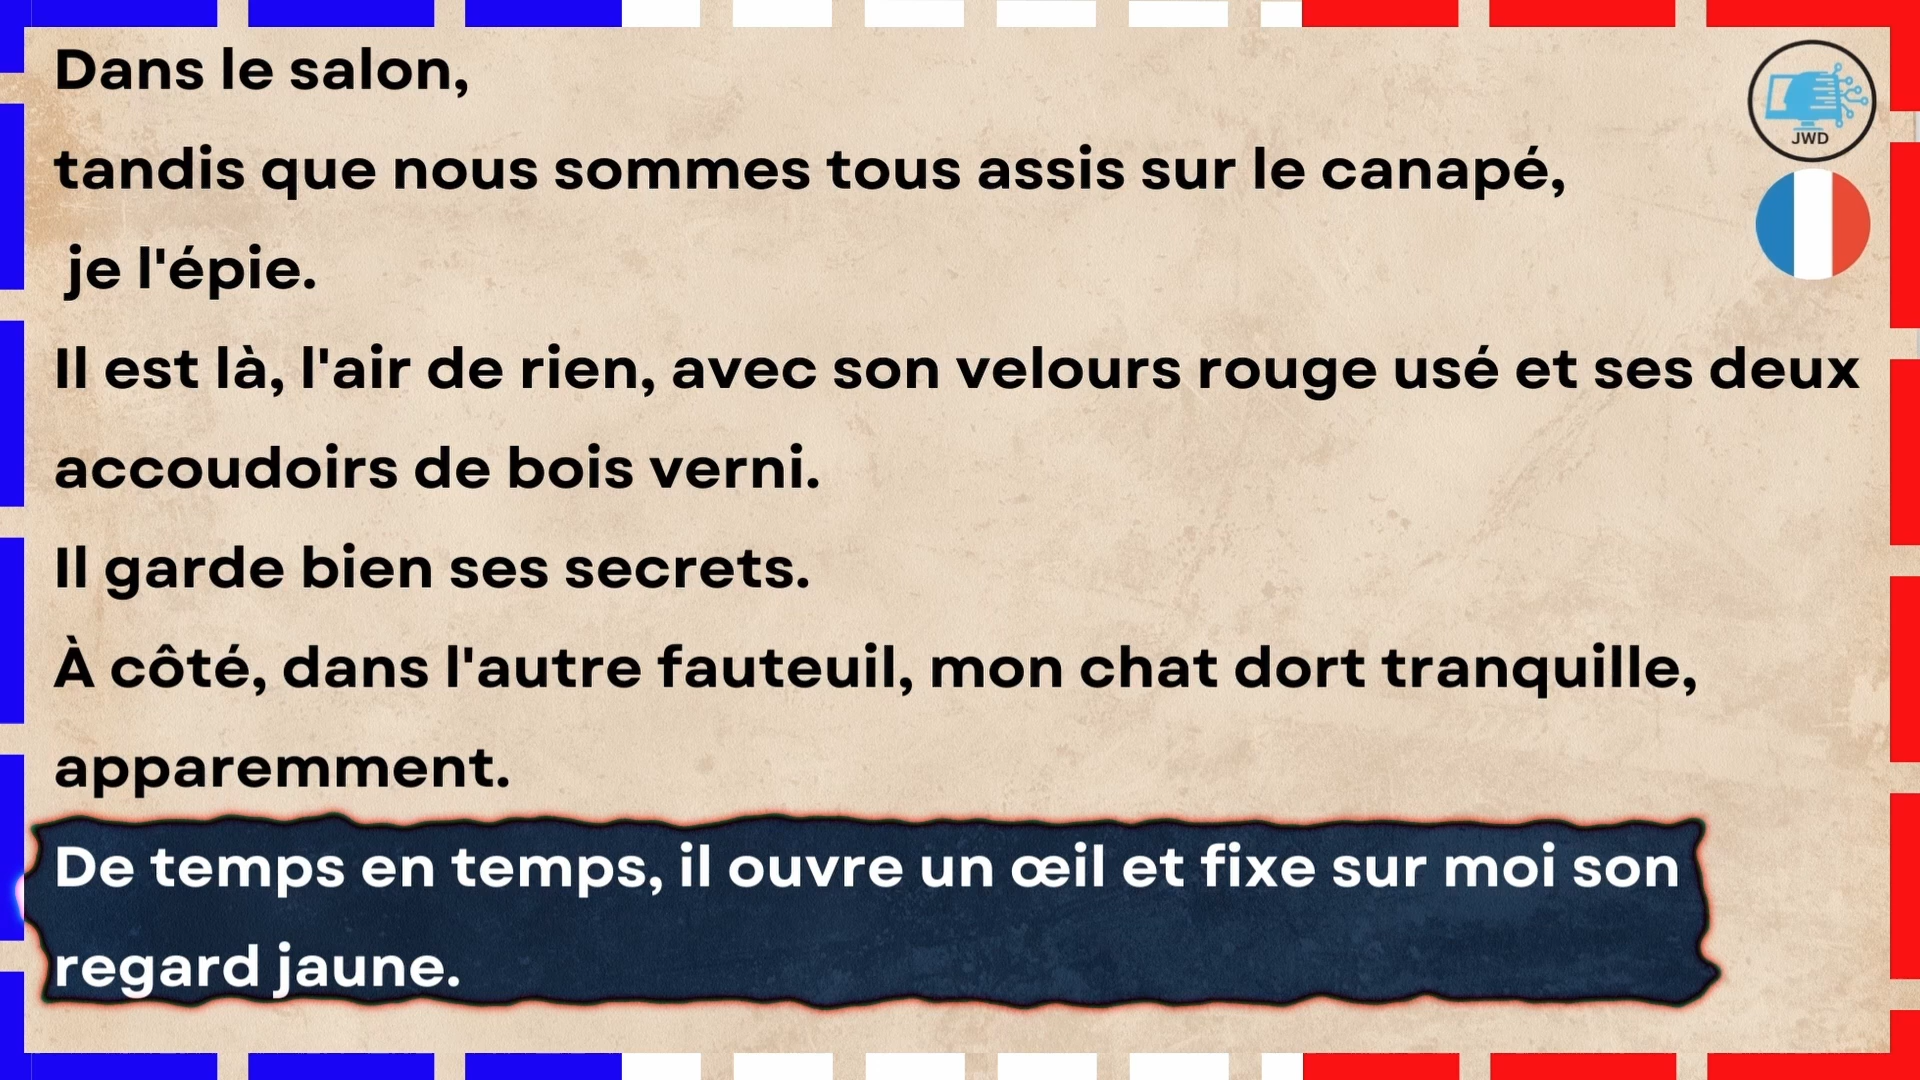 Dans le salon,
tandis que nous sommes tous assis sur le canapé,
je l'épie.
Il est là, l'air de rien, avec son velours rouge usé et ses deux
accoudoirs de bois verni.
Il garde bien ses secrets.
À côté, dans l'autre fauteuil, mon chat dort tranquille,
apparemment.
De temps en temps, il ouvre un œil et fixe sur moi son
regard jaune.
JWD